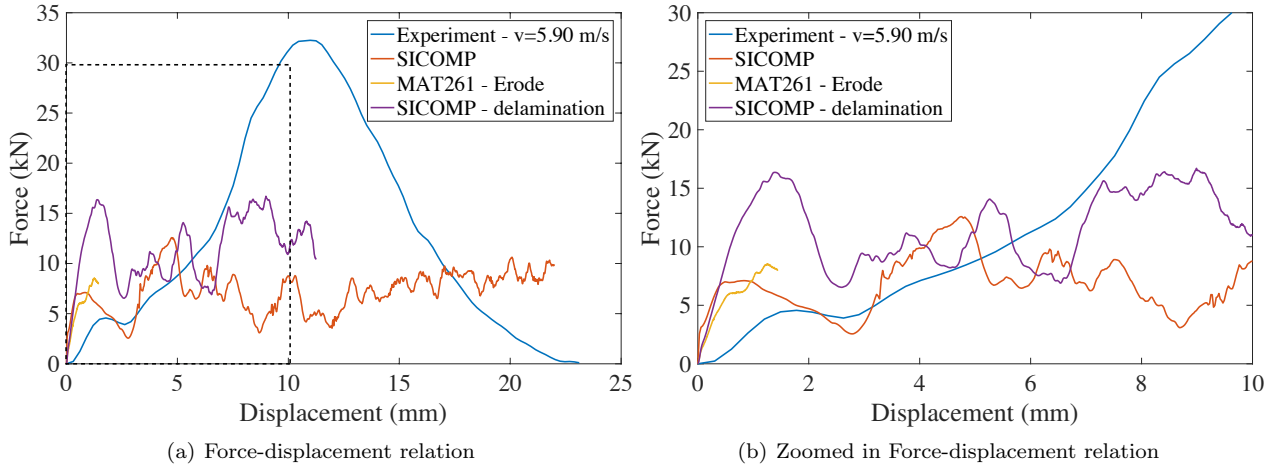 35
30
25
20
15
10
5
0
Force (kN)
0 5 10 15 20 25
Displacement (mm)
Experiment - v=5.90 m/s
SICOMP
MAT261 - Erode
SICOMP - delamination
(a) Force-displacement relation
30
25
20
15
10
5
0
Force (kN)
0 2 4 6 8 10
Displacement (mm)
Experiment - v=5.90 m/s
SICOMP
MAT261 - Erode
SICOMP - delamination
(b) Zoomed in Force-displacement relation